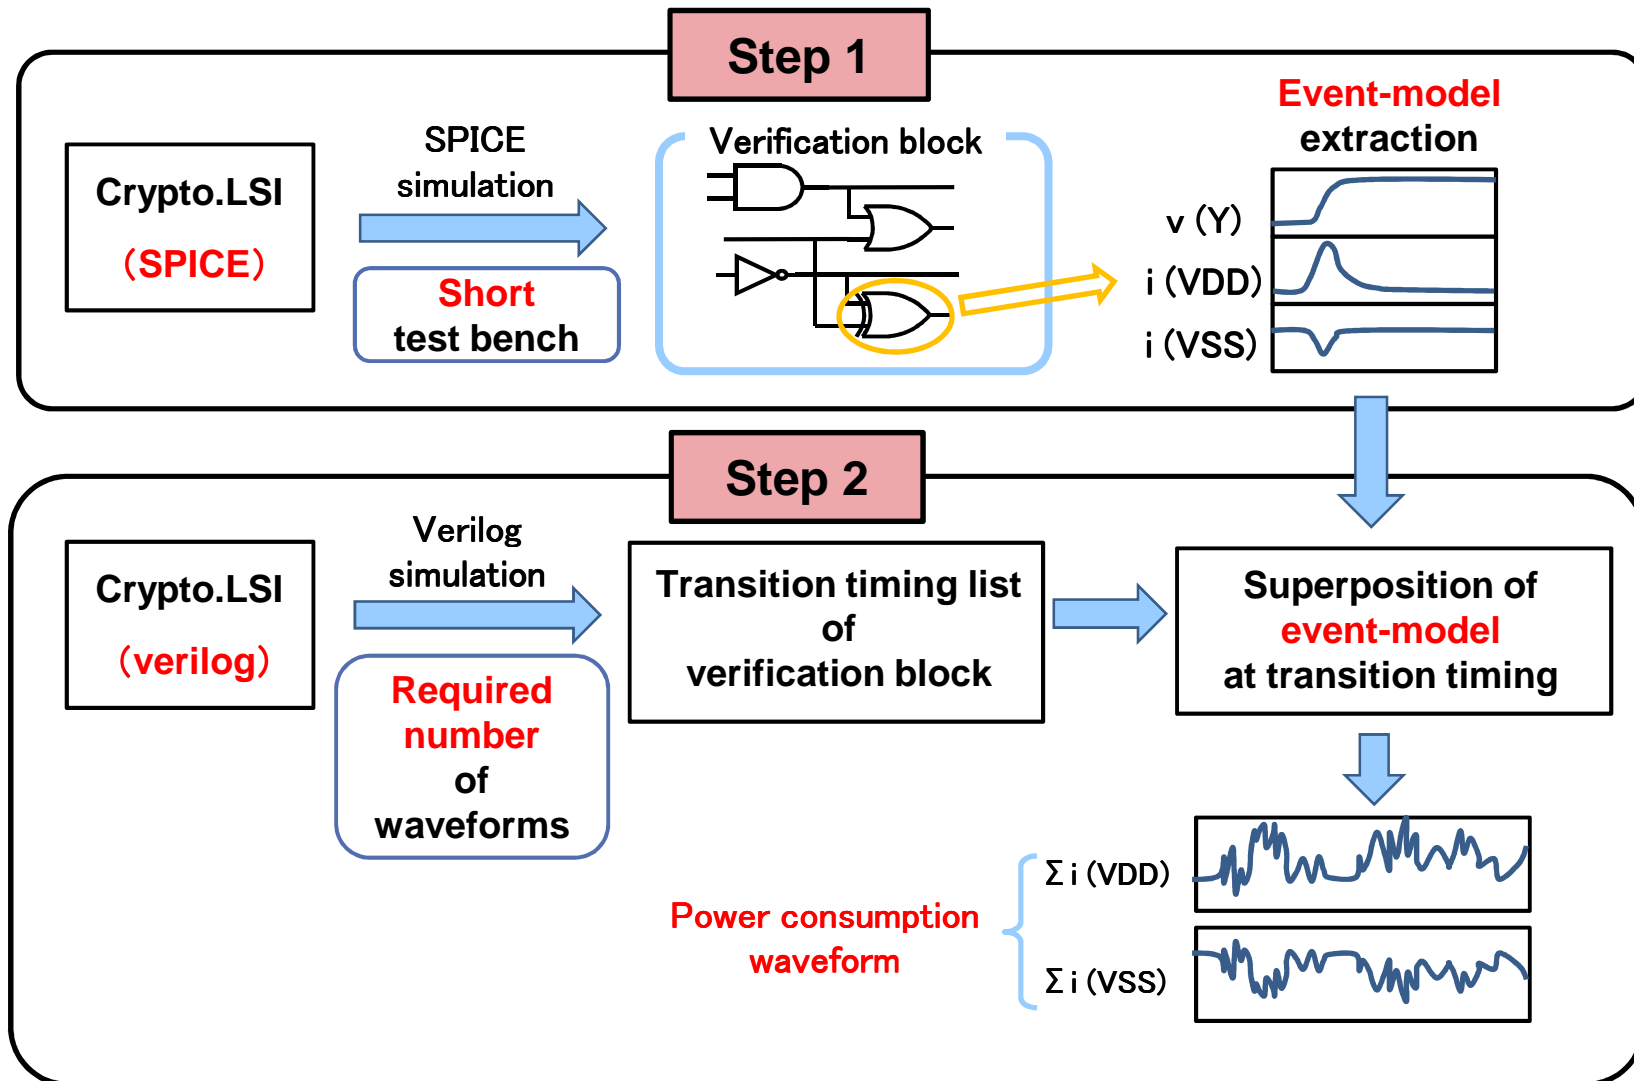 Step 1
Crypto.LSI
（SPICE）
SPICE
simulation
Short
test bench
Verification block
Event-model
extraction
v (Y)
i (VDD)
i (VSS)
Step 2
Crypto.LSI
（verilog）
Verilog
simulation
Required
number
of
waveforms
Transition timing list
of
verification block
Superposition of
event-model
at transition timing
Power consumption
waveform
Σ i (VDD)
Σ i (VSS)